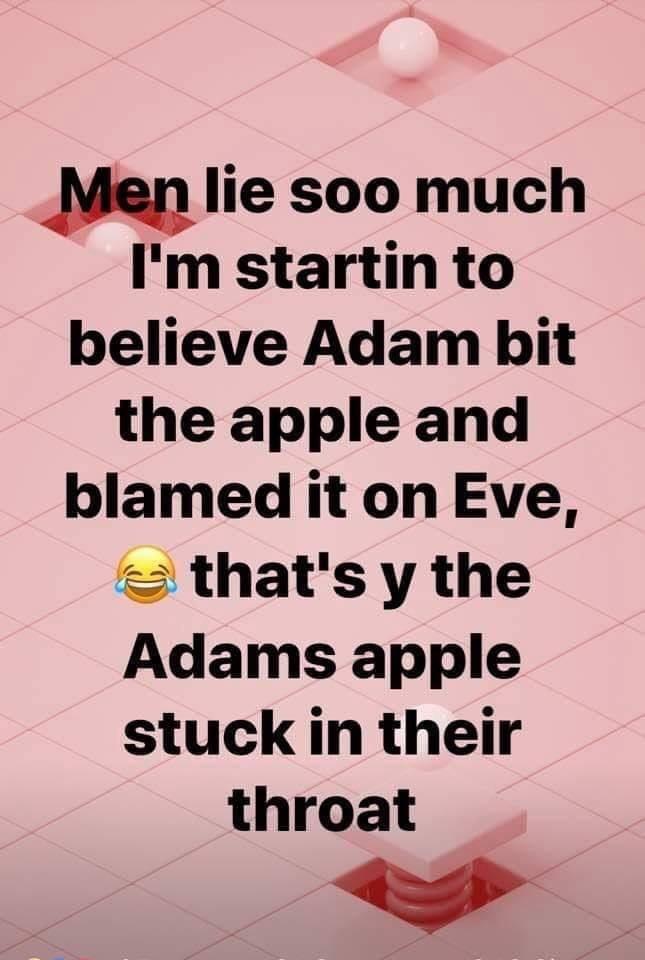 Men lie soo much
I'm startin to
believe Adam bit
the apple and
blamed it on Eve,
😂 that's y the
Adams apple
stuck in their
throat